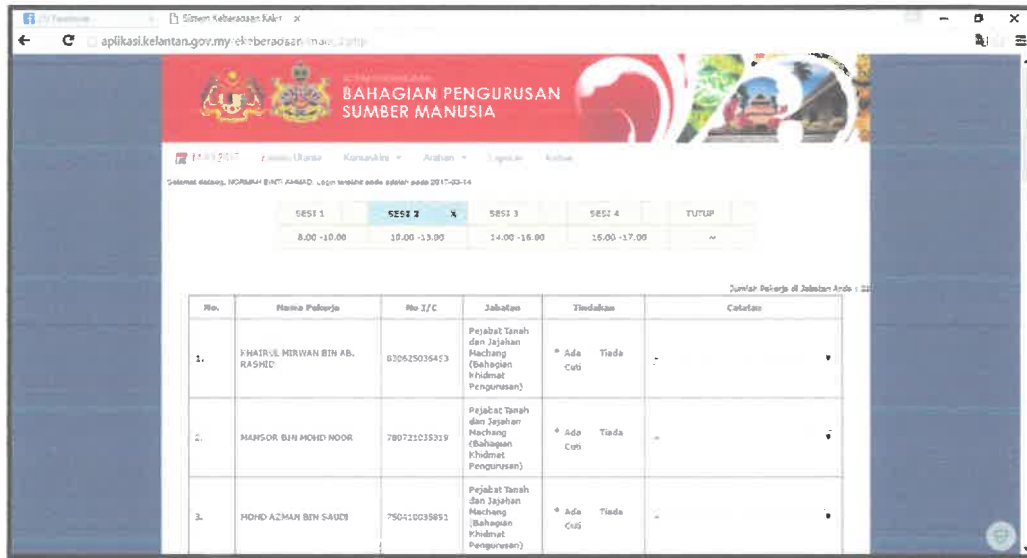 Sistem Keberadaan Kakit
aplikasi.kelantan.gov.my
BAHAGIAN PENGURUSAN
SUMBER MANUSIA
Utama Komuniti Arahan Laporan Keluar
Selamat datang, NORMAH BINTI AHMAD. Login terakhir anda adalah pada 2017-03-14
SESI 1 SESI 2 X SESI 3 SESI 4 TUTUP
8.00 -10.00 10.00 -13.00 14.00 -16.00 16.00 -17.00 ~
Jumlah Pekerja di Jabatan Anda :
No. Nama Pekerja No I/C Jabatan Tindakan Catatan
1. KHAIRUL MIRWAN BIN AB. RASHID 830625036453
Pejabat Tanah
dan Jajahan
Machang
(Bahagian
Khidmat
Pengurusan)
Ada Tiada
Cuti
-
2. MANSOR BIN MOHD NOOR 780721035319
Pejabat Tanah
dan Jajahan
Machang
(Bahagian
Khidmat
Pengurusan)
Ada Tiada
Cuti
-
3. MOHD AZMAN BIN SAUDI 750410035851
Pejabat Tanah
dan Jajahan
Machang
(Bahagian
Khidmat
Pengurusan)
Ada Tiada
Cuti
-